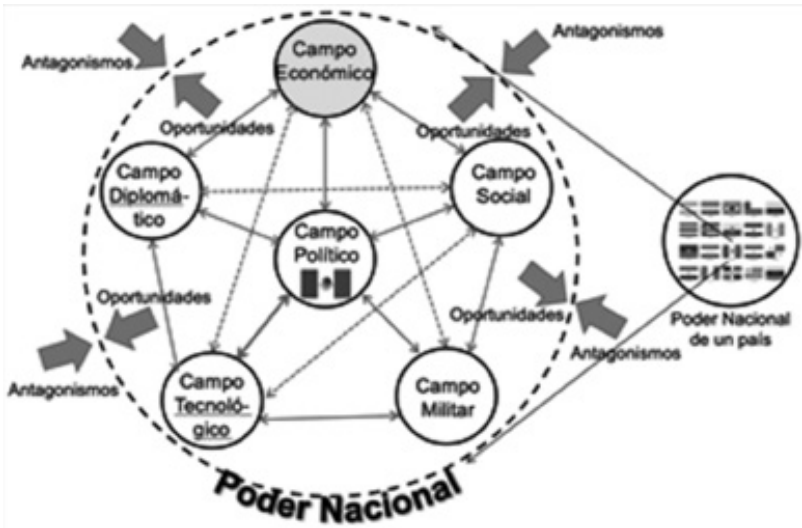 Antagonismos
Campo
Económico
Antagonismos
Oportunidades
Oportunidades
Campo
Diplomá-
tico
Campo
Social
Campo
Político
Oportunidades
Oportunidades
Antagonismos
Antagonismos
Campo
Tecnoló-
gico
Campo
Militar
Poder Nacional
de un país
Poder Nacional